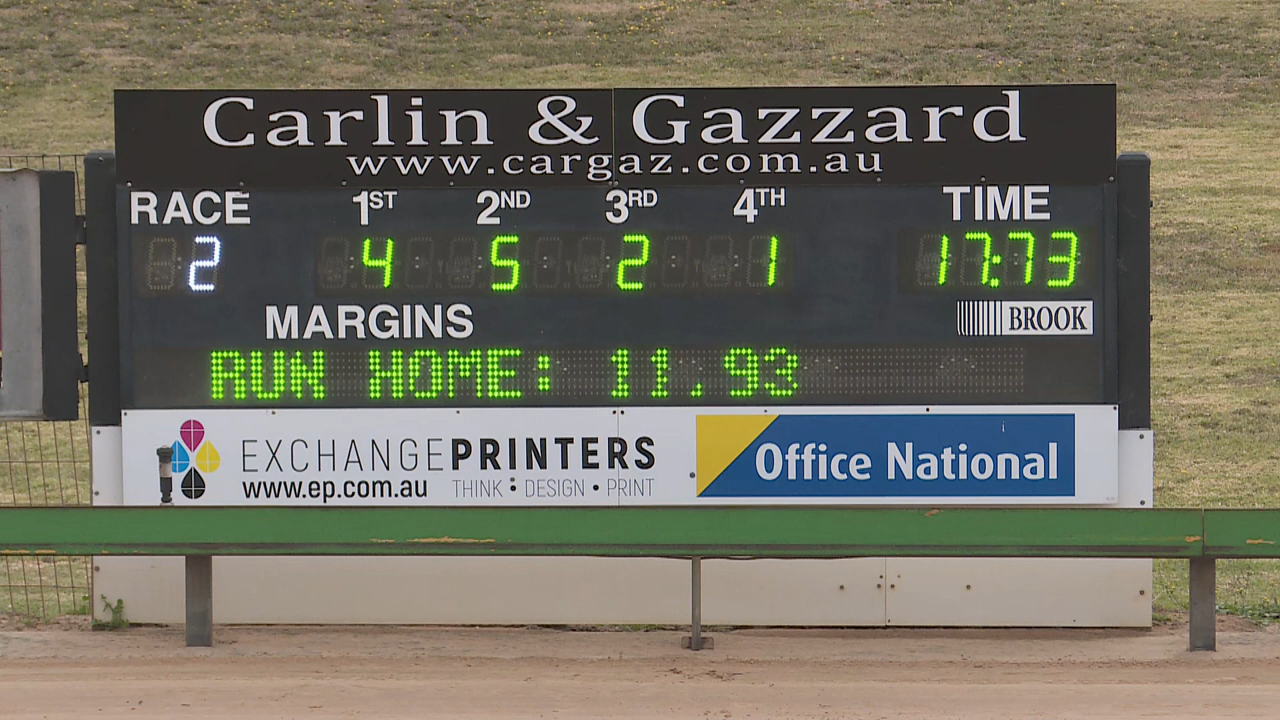 Carlin & Gazzard
www.cargaz.com.au
RACE 1ST 2ND 3RD 4TH TIME
2 4 5 2 1 17:73
BROOK
MARGINS
RUN HOME: 11.93
EXCHANGEPRINTERS
www.ep.com.au THINK • DESIGN • PRINT
Office National